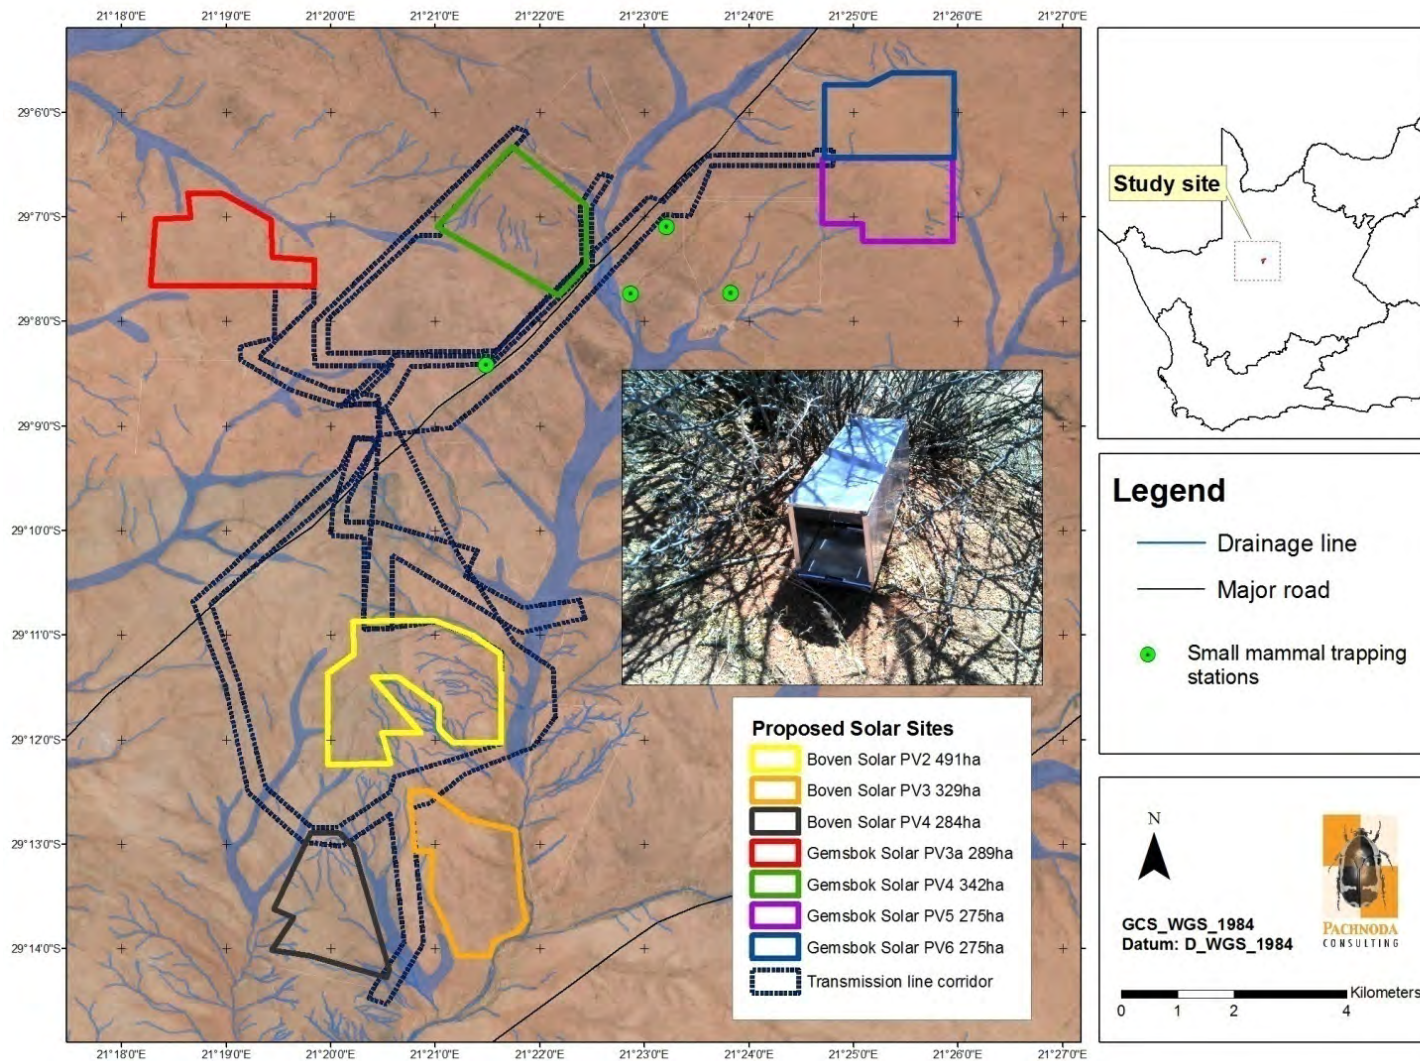 21°18'0"E 21°19'0"E 21°20'0"E 21°21'0"E 21°22'0"E 21°23'0"E 21°24'0"E 21°25'0"E 21°26'0"E 21°27'0"E
29°6'0"S
29°7'0"S
29°8'0"S
29°9'0"S
29°10'0"S
29°11'0"S
29°12'0"S
29°13'0"S
29°14'0"S
21°18'0"E 21°19'0"E 21°20'0"E 21°21'0"E 21°22'0"E 21°23'0"E 21°24'0"E 21°25'0"E 21°26'0"E 21°27'0"E
Proposed Solar Sites
Boven Solar PV2 491ha
Boven Solar PV3 329ha
Boven Solar PV4 284ha
Gemsbok Solar PV3a 289ha
Gemsbok Solar PV4 342ha
Gemsbok Solar PV5 275ha
Gemsbok Solar PV6 275ha
Transmission line corridor
Study site
Legend
Drainage line
Major road
Small mammal trapping
stations
N
GCS_WGS_1984
Datum: D_WGS_1984
PACHNODA
CONSULTING
Kilometers
0 1 2 4